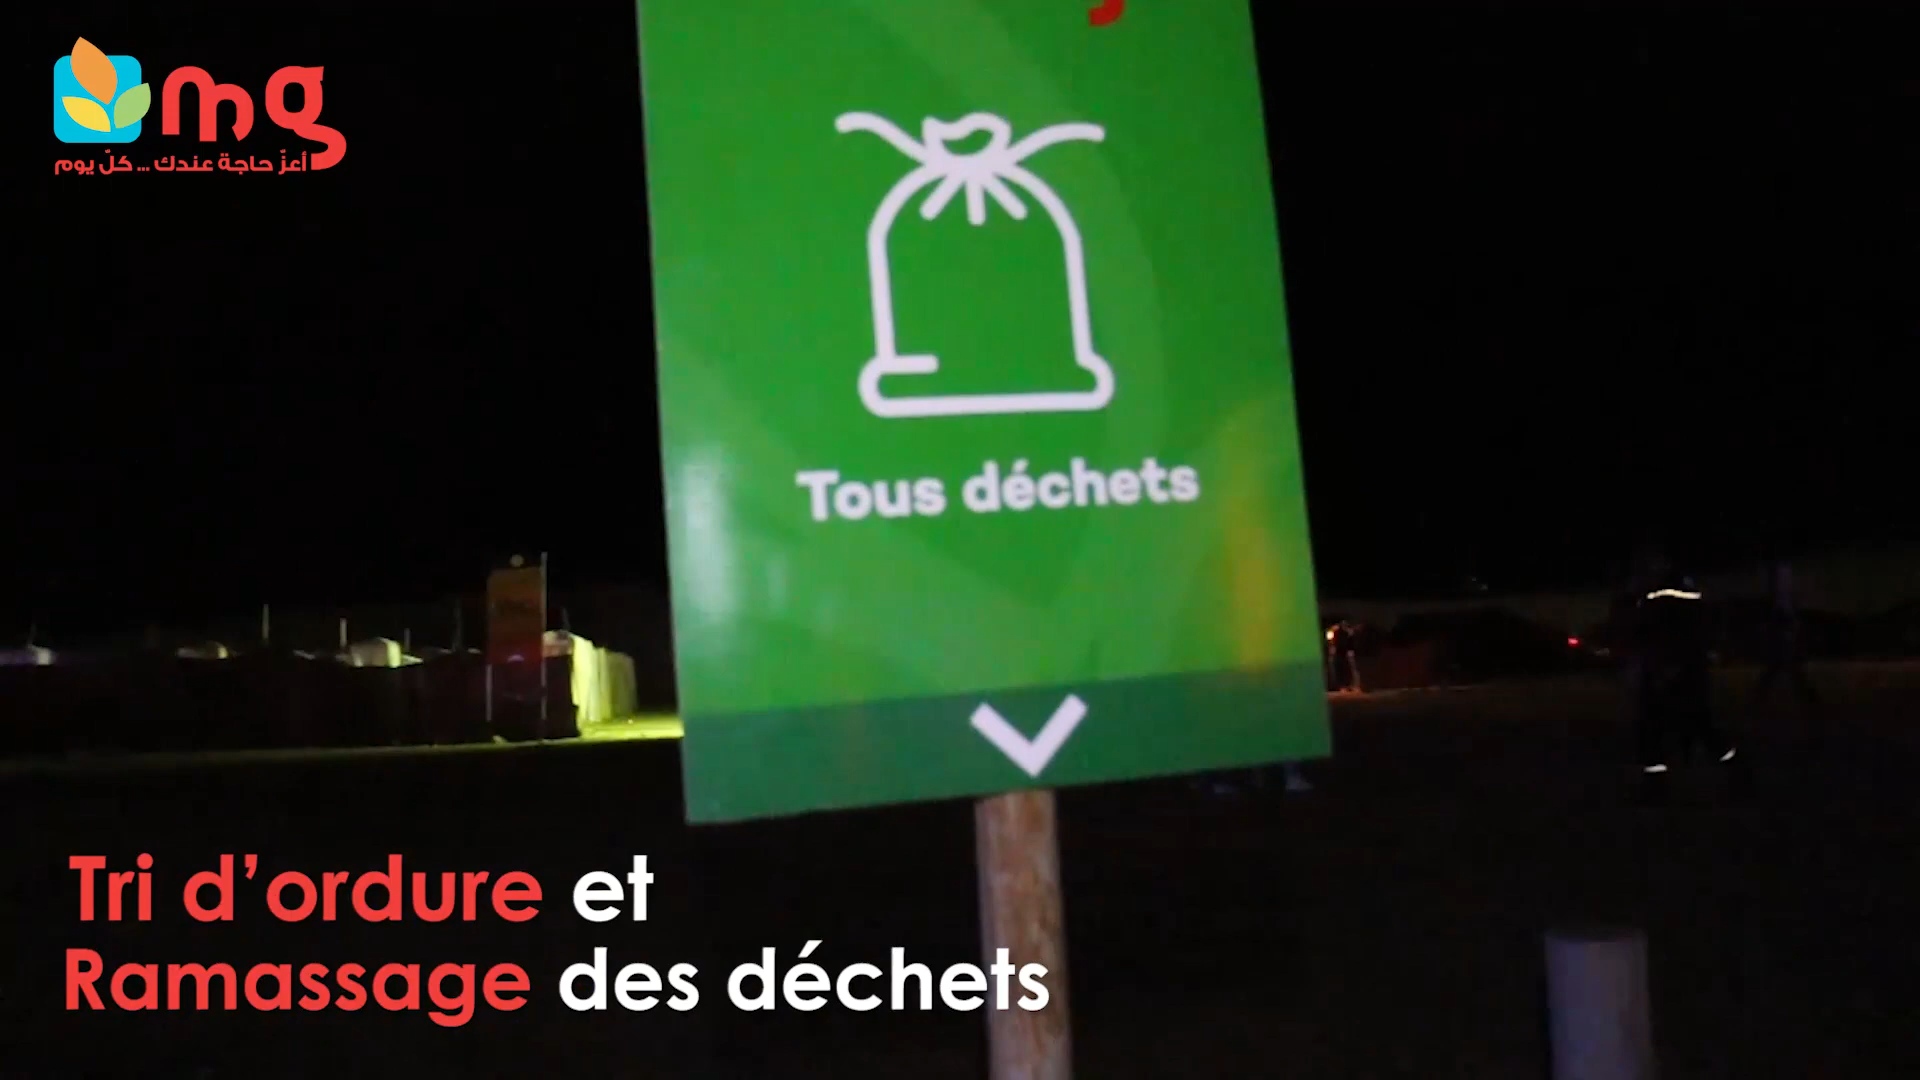 mg
أعزّ حاجة عندك ... كلّ يوم
Tous déchets
Tri d’ordure et
Ramassage des déchets